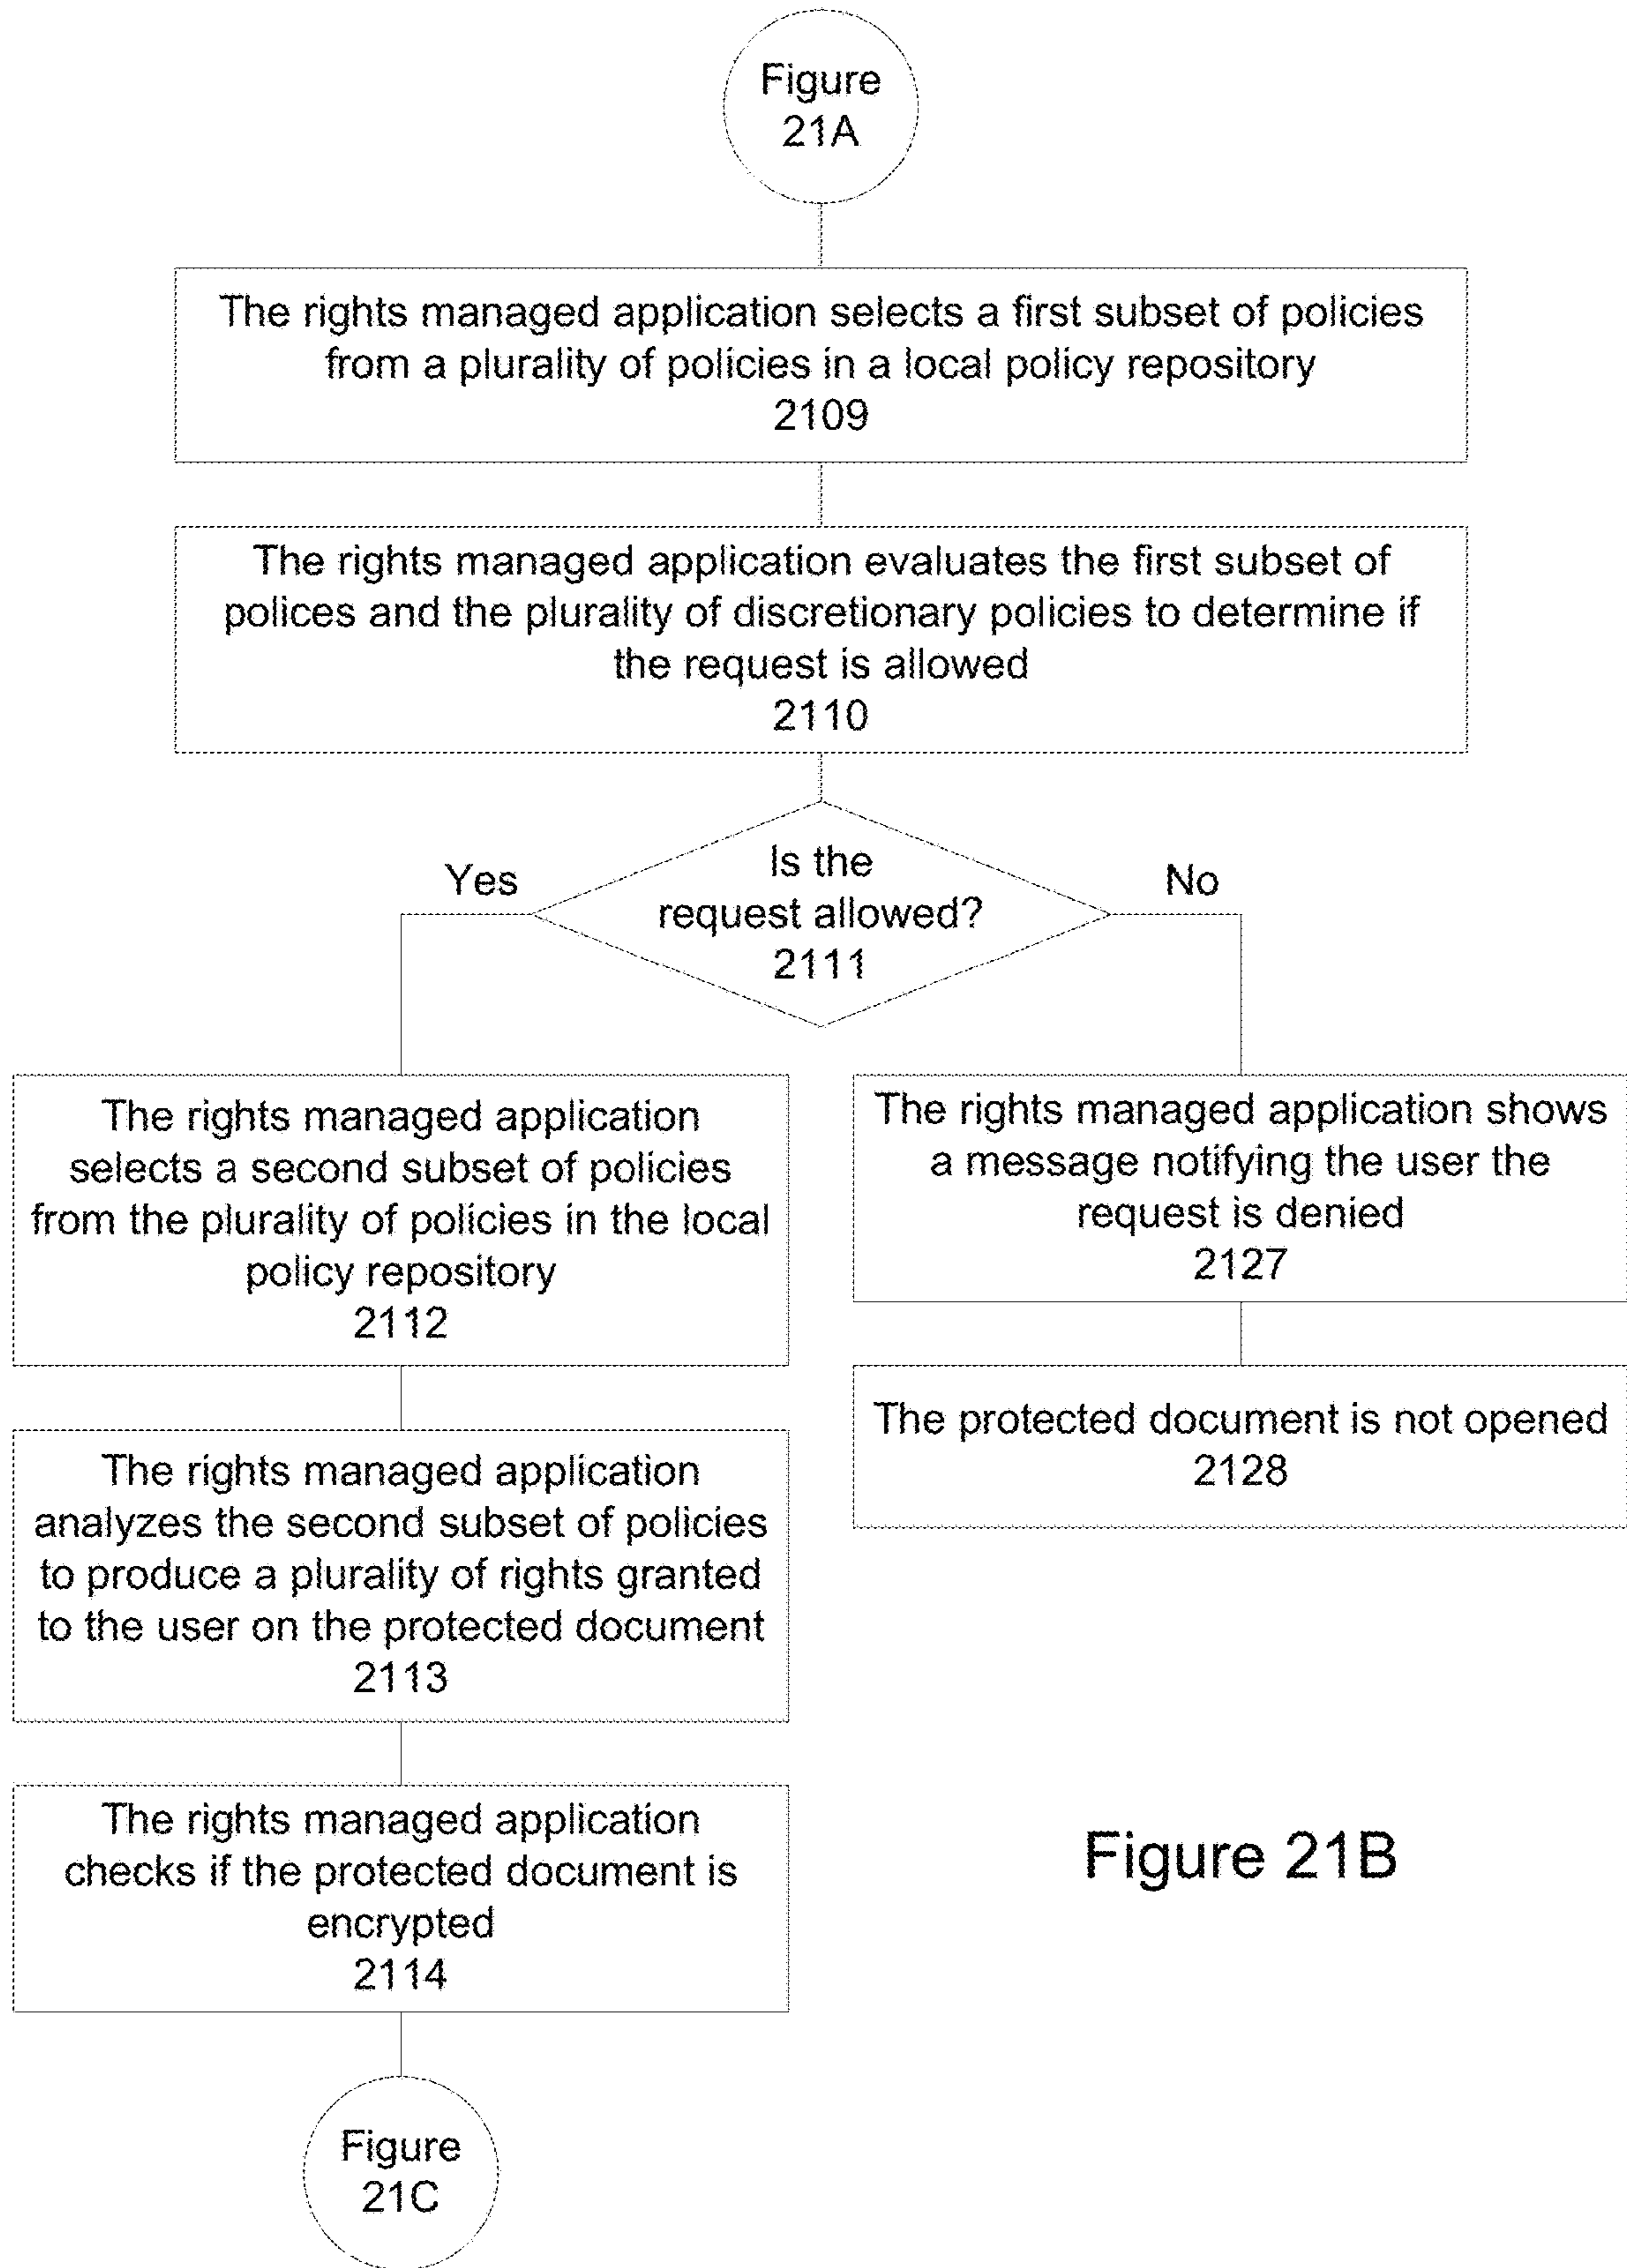 Figure
21A
The rights managed application selects a first subset of policies
from a plurality of policies in a local policy repository
2109
The rights managed application evaluates the first subset of
polices and the plurality of discretionary policies to determine if
the request is allowed
2110
Is the
request allowed?
2111
Yes
No
The rights managed application
selects a second subset of policies
from the plurality of policies in the local
policy repository
2112
The rights managed application shows
a message notifying the user the
request is denied
2127
The protected document is not opened
2128
The rights managed application
analyzes the second subset of policies
to produce a plurality of rights granted
to the user on the protected document
2113
The rights managed application
checks if the protected document is
encrypted
2114
Figure 21B
Figure
21C